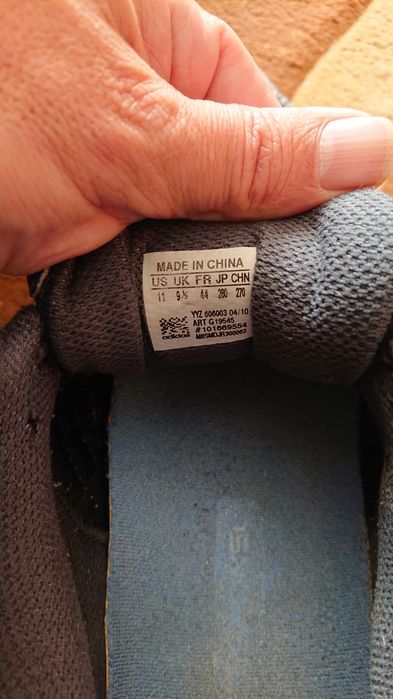 MADE IN CHINA
US UK FR JP CHN
11 9½ 44 280 270
YYZ 606003 04/10
ART G19545
# 101669554
adidas